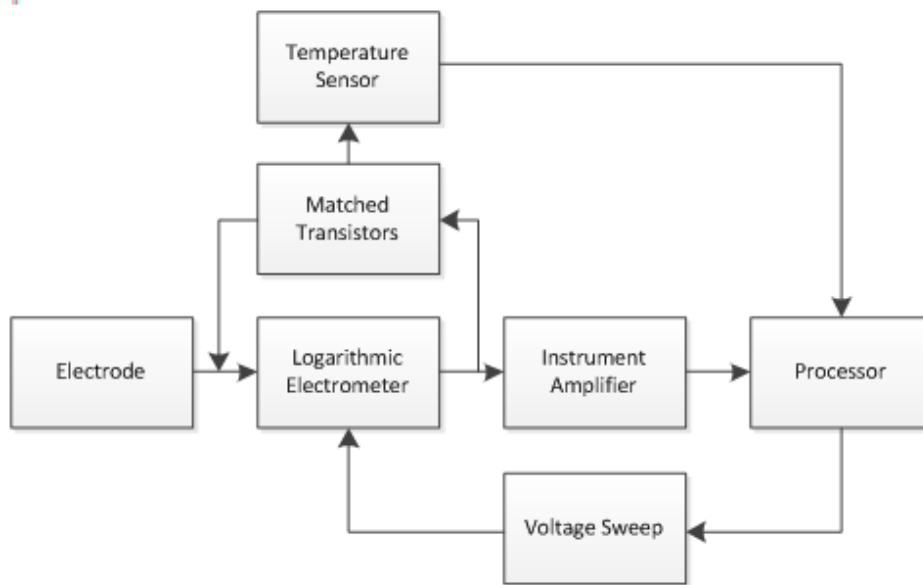 Temperature
Sensor
Matched
Transistors
Electrode
Logarithmic
Electrometer
Instrument
Amplifier
Processor
Voltage Sweep